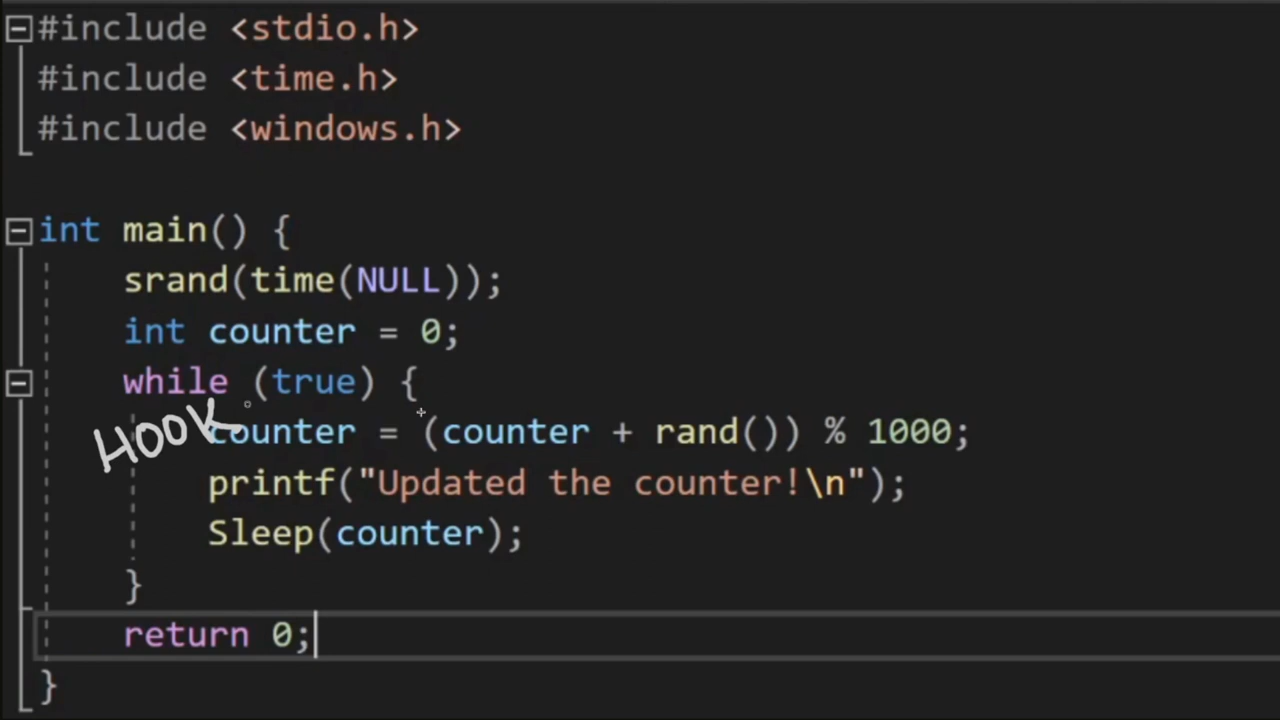 #include <stdio.h>
#include <time.h>
#include <windows.h>
int main() {
srand(time(NULL));
int counter = 0;
while (true) {
HOOK
counter = (counter + rand()) % 1000;
printf("Updated the counter!\n");
Sleep(counter);
}
return 0;
}